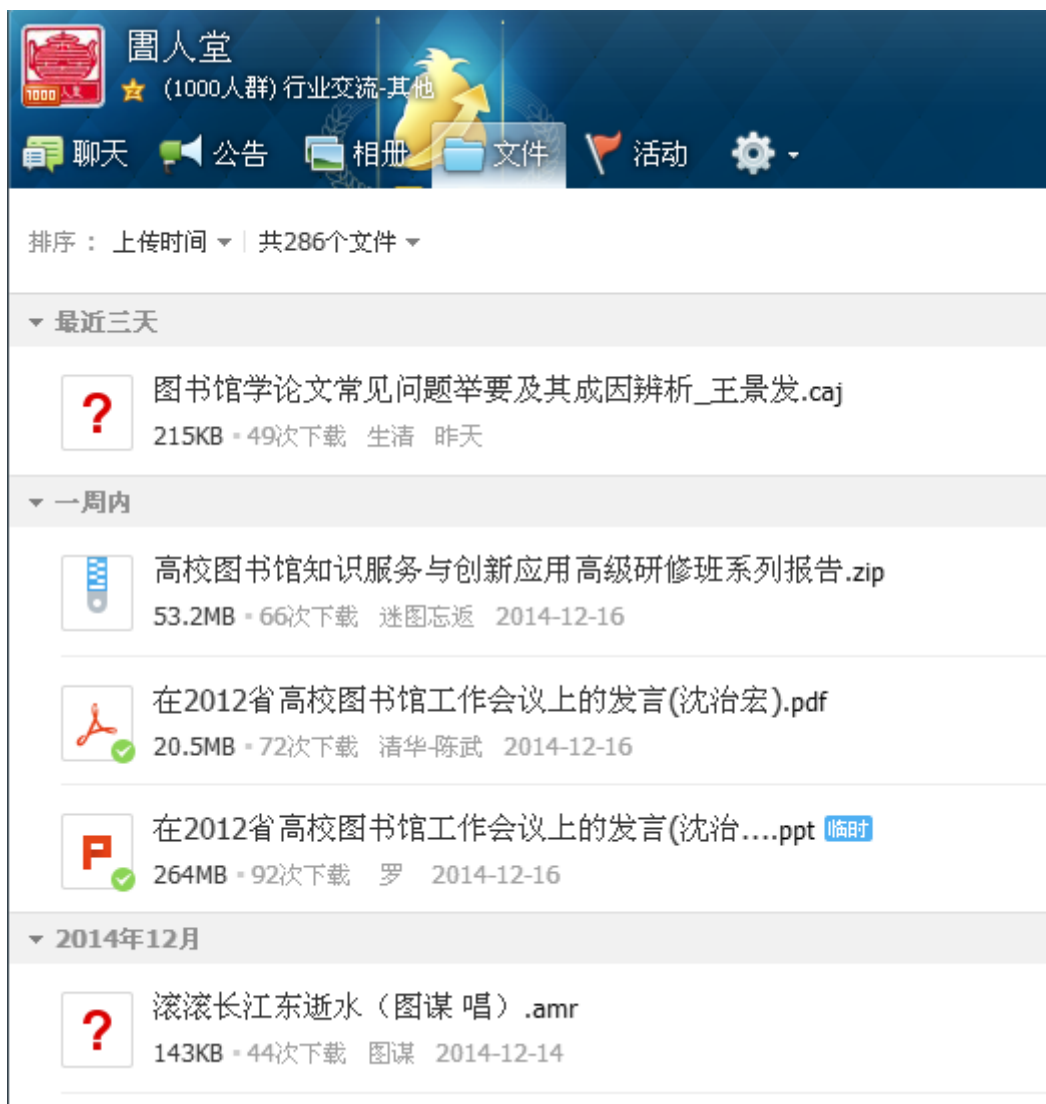 圕人堂
(1000人群) 行业交流-其他
1000
聊天 公告 相册 文件 活动
排序： 上传时间 共286个文件
最近三天
图书馆学论文常见问题举要及其成因辨析_王景发.caj
215KB 49次下载 生清 昨天
一周内
高校图书馆知识服务与创新应用高级研修班系列报告.zip
53.2MB 66次下载 迷图忘返 2014-12-16
在2012省高校图书馆工作会议上的发言(沈治宏).pdf
20.5MB 72次下载 清华-陈武 2014-12-16
在2012省高校图书馆工作会议上的发言(沈治....ppt 临时
264MB 92次下载 罗 2014-12-16
2014年12月
滚滚长江东逝水（图谋 唱）.amr
143KB 44次下载 图谋 2014-12-14